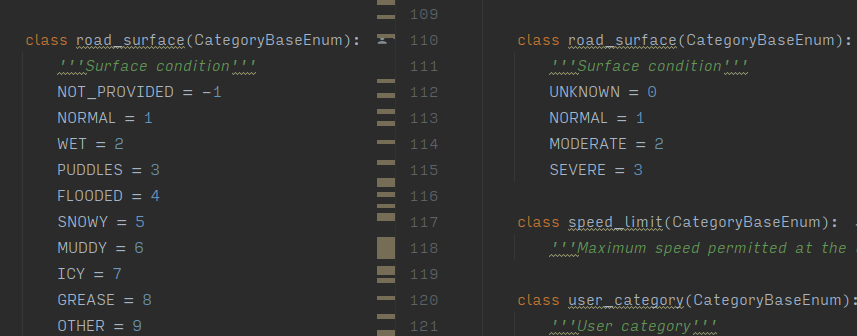 class road_surface(CategoryBaseEnum):
'''Surface condition'''
NOT_PROVIDED = -1
NORMAL = 1
WET = 2
PUDDLES = 3
FLOODED = 4
SNOWY = 5
MUDDY = 6
ICY = 7
GREASE = 8
OTHER = 9
109
110 class road_surface(CategoryBaseEnum):
111 '''Surface condition'''
112 UNKNOWN = 0
113 NORMAL = 1
114 MODERATE = 2
115 SEVERE = 3
116
117 class speed_limit(CategoryBaseEnum):
118 '''Maximum speed permitted at the
119
120 class user_category(CategoryBaseEnum):
121 '''User category'''